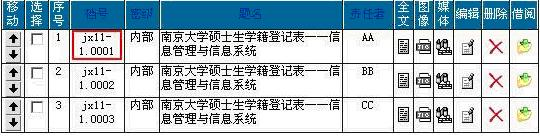 移动 选择 序号 档号 密级 题名 责任者 全文 图像 媒体 编辑 删除 借阅
1 jx11-1.0001 内部 南京大学硕士生学籍登记表——信息管理与信息系统 AA
2 jx11-1.0002 内部 南京大学硕士生学籍登记表——信息管理与信息系统 BB
3 jx11-1.0003 内部 南京大学硕士生学籍登记表——信息管理与信息系统 CC